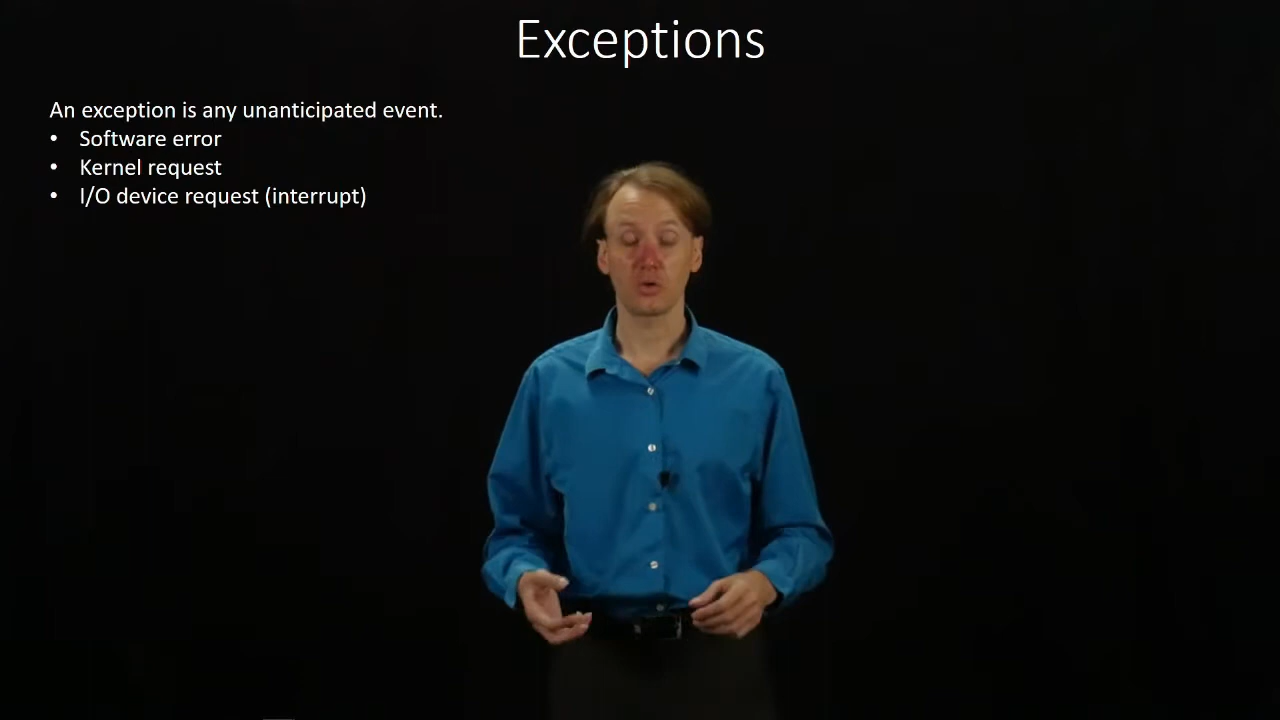 Exceptions
An exception is any unanticipated event.
• Software error
• Kernel request
• I/O device request (interrupt)